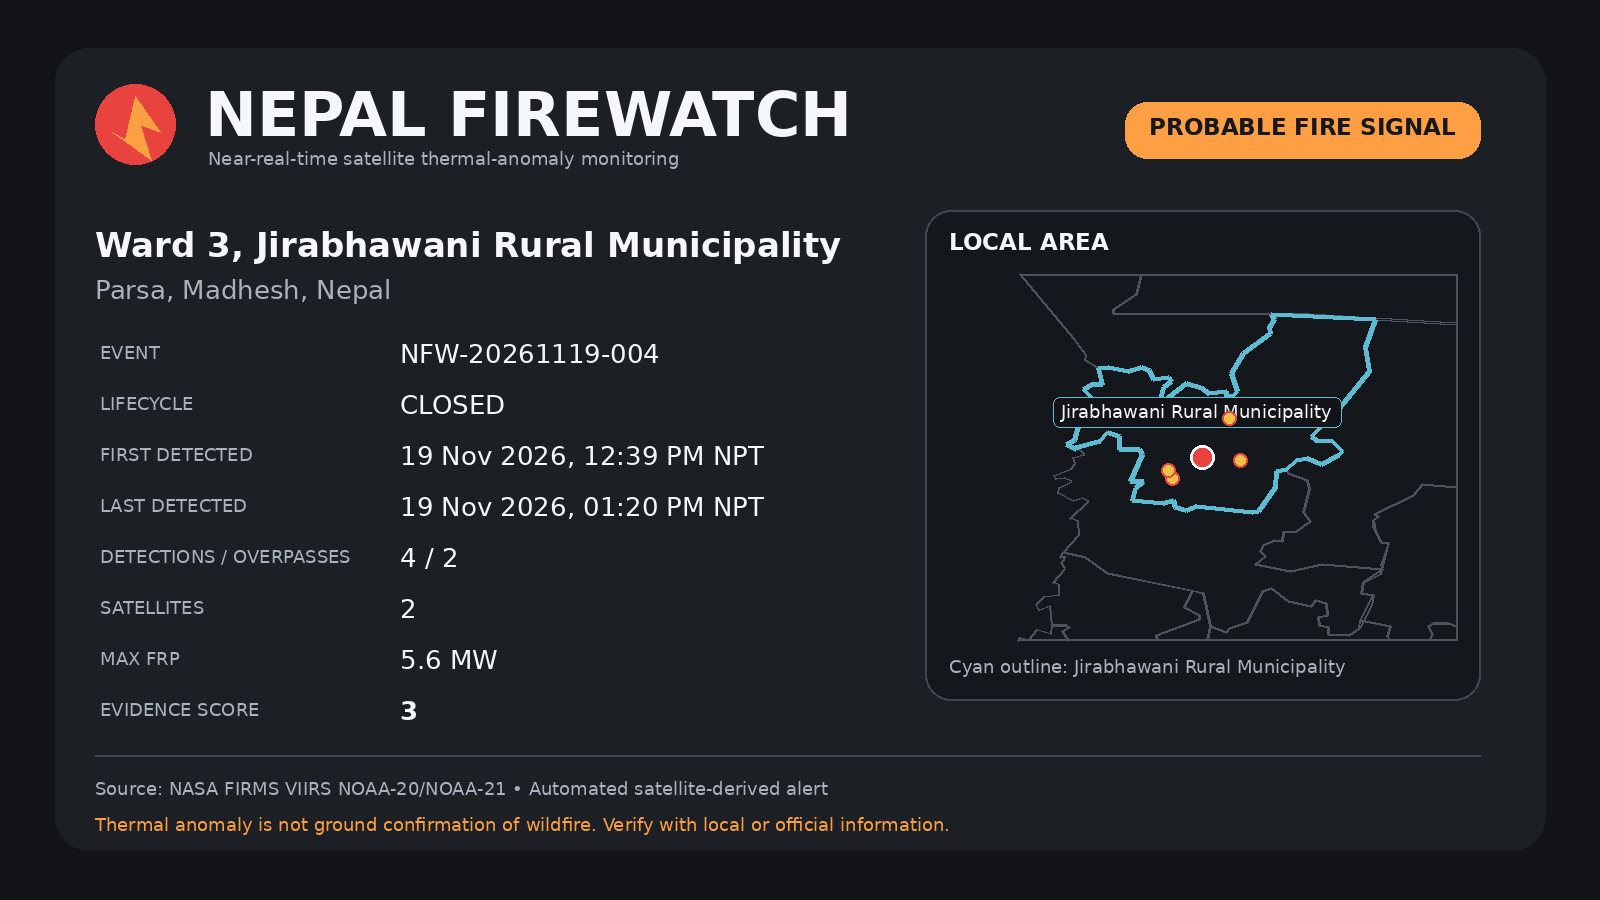 NEPAL FIREWATCH
Near-real-time satellite thermal-anomaly monitoring
PROBABLE FIRE SIGNAL
Ward 3, Jirabhawani Rural Municipality
Parsa, Madhesh, Nepal
EVENT NFW-20261119-004
LIFECYCLE CLOSED
FIRST DETECTED 19 Nov 2026, 12:39 PM NPT
LAST DETECTED 19 Nov 2026, 01:20 PM NPT
DETECTIONS / OVERPASSES 4 / 2
SATELLITES 2
MAX FRP 5.6 MW
EVIDENCE SCORE 3
LOCAL AREA
Jirabhawani Rural Municipality
Cyan outline: Jirabhawani Rural Municipality
Source: NASA FIRMS VIIRS NOAA-20/NOAA-21 • Automated satellite-derived alert
Thermal anomaly is not ground confirmation of wildfire. Verify with local or official information.